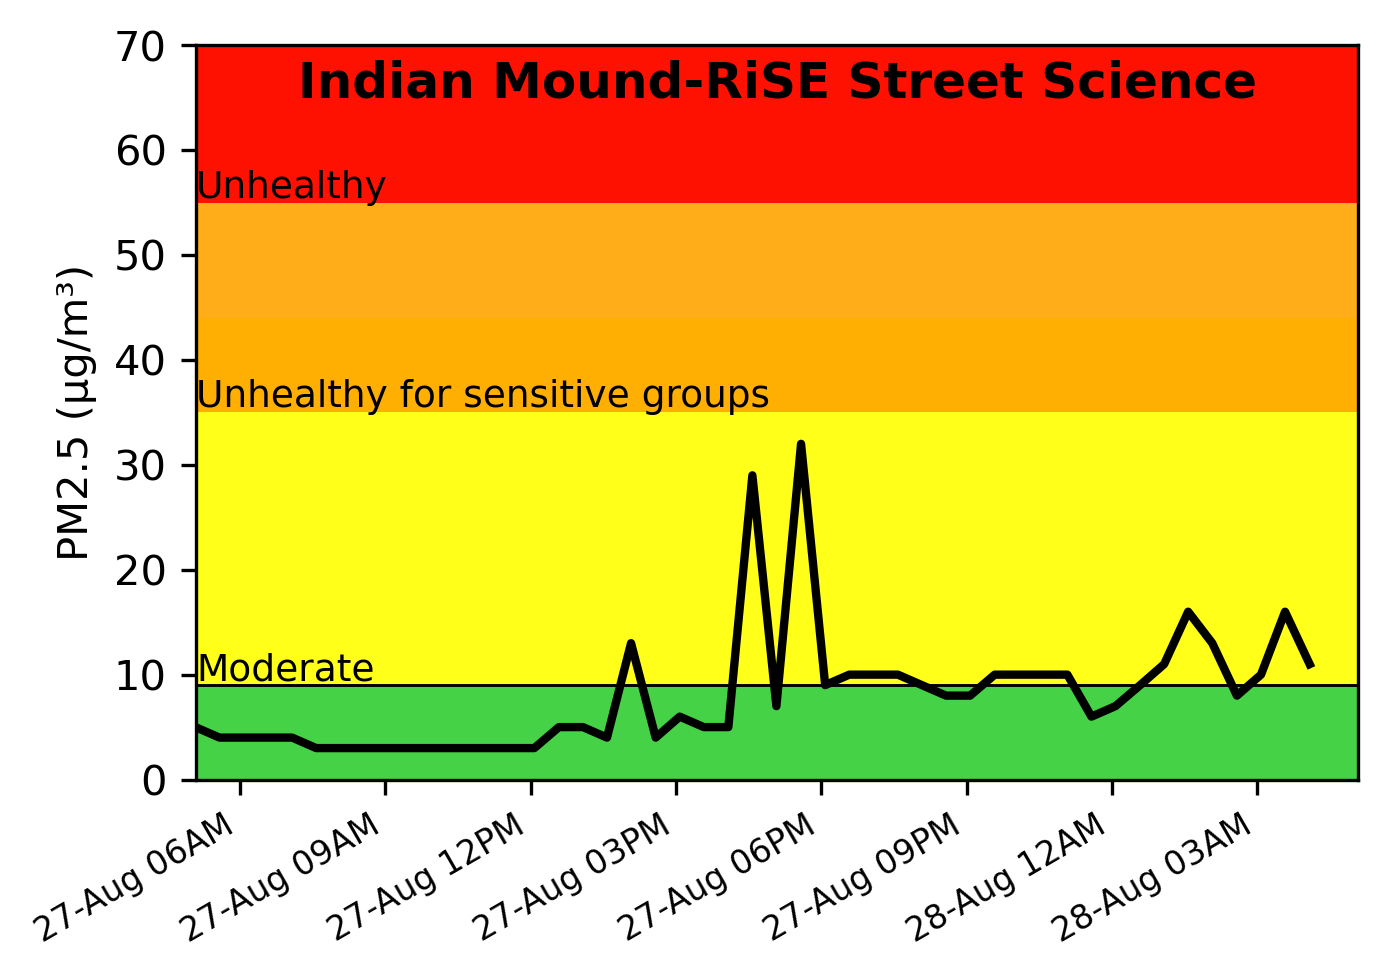 Indian Mound-RiSE Street Science
70
60
Unhealthy
50
40
Unhealthy for sensitive groups
30
20
Moderate
10
0
PM2.5 (µg/m³)
27-Aug 06AM
27-Aug 09AM
27-Aug 12PM
27-Aug 03PM
27-Aug 06PM
27-Aug 09PM
28-Aug 12AM
28-Aug 03AM